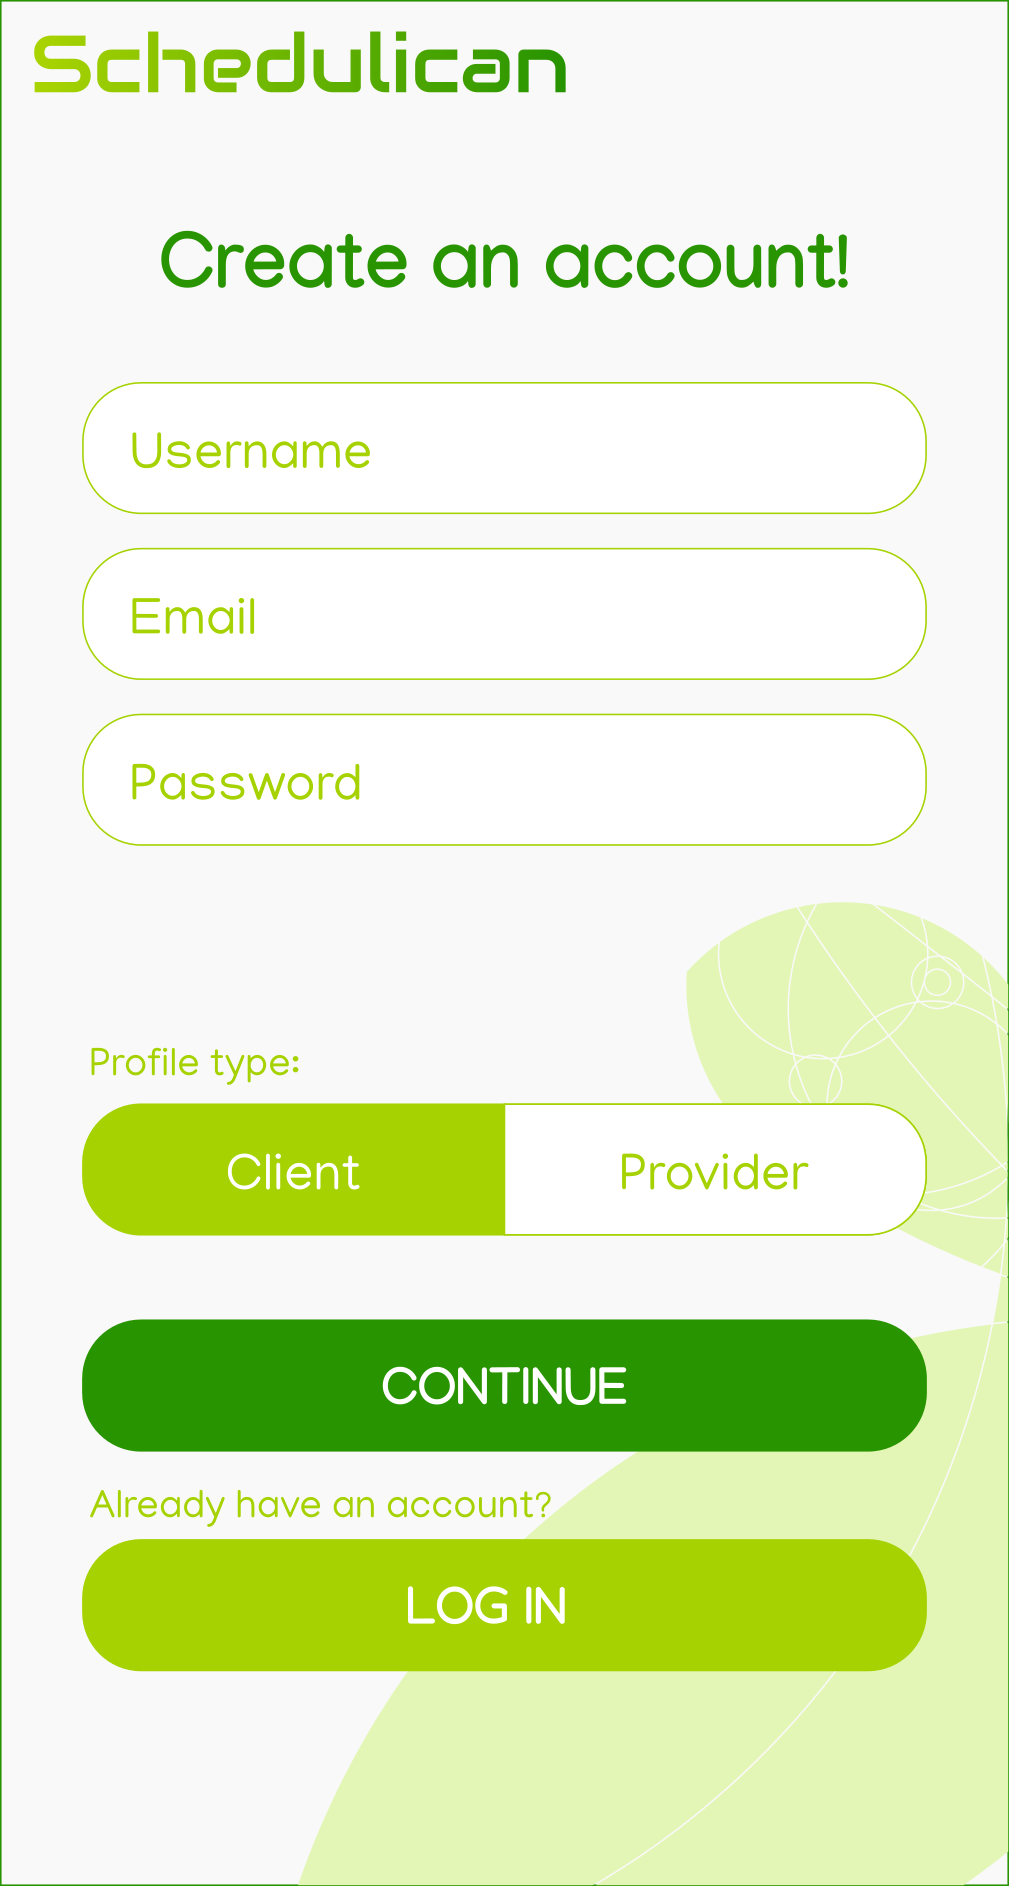 Schedulican
Create an account!
Username
Email
Password
Profile type:
Client Provider
CONTINUE
Already have an account?
LOG IN